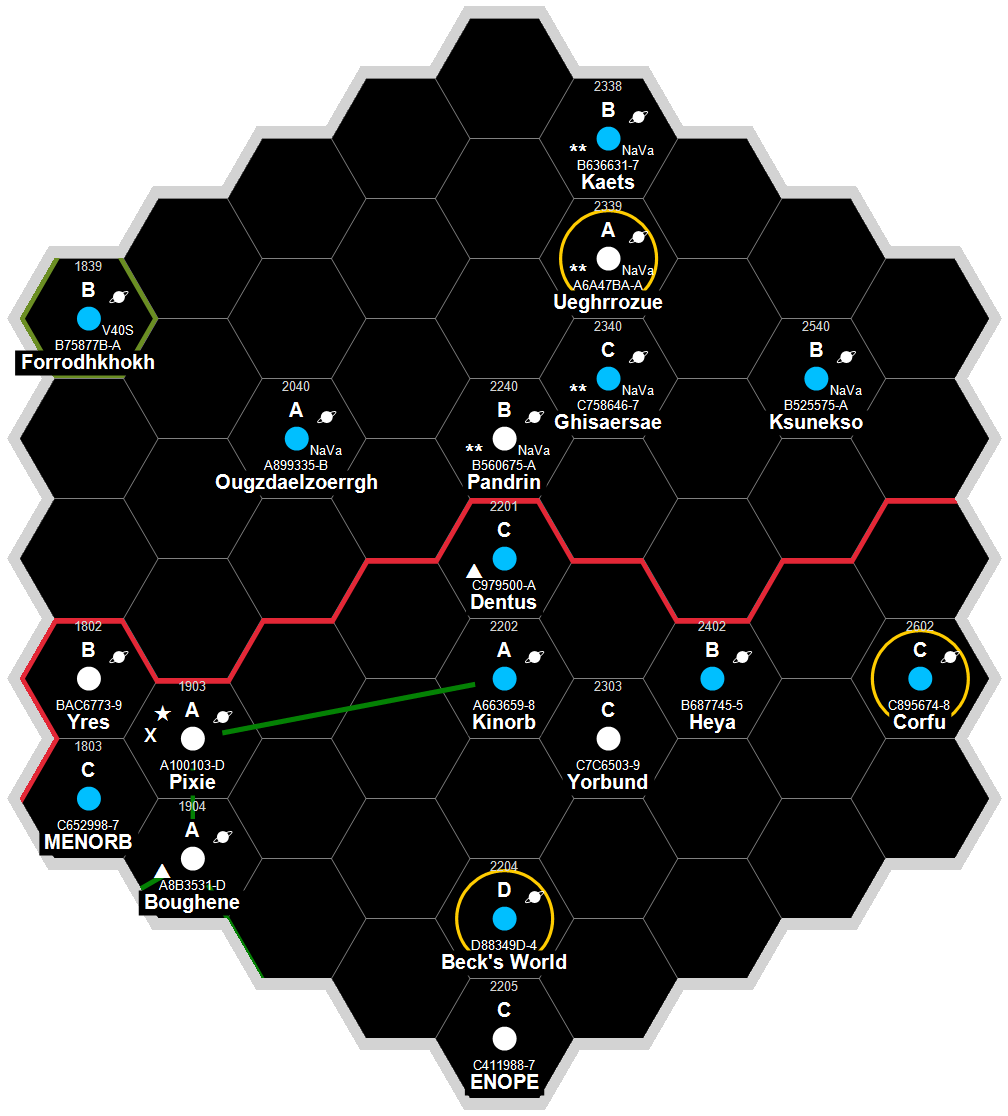 2338
B
**
NaVa
B636631-7
Kaets
2339
A
**
NaVa
A6A47BA-A
Ueghrrozue
1839
B
V40S
B75877B-A
Forrodhkhokh
2340
C
**
NaVa
C758646-7
Ghisaersae
2540
B
NaVa
B525575-A
Ksunekso
2040
A
NaVa
A899335-B
Ougzdaelzoerrgh
2240
B
**
NaVa
B560675-A
Pandrin
2201
C
C979500-A
Dentus
1802
B
BAC6773-9
Yres
2202
A
A663659-8
Kinorb
2402
B
B687745-5
Heya
2602
C
C895674-8
Corfu
1903
A
X
A100103-D
Pixie
2303
C
C7C6503-9
Yorbund
1803
C
C652998-7
MENORB
1904
A
A8B3531-D
Boughene
2204
D
D88349D-4
Beck's World
2205
C
C411988-7
ENOPE